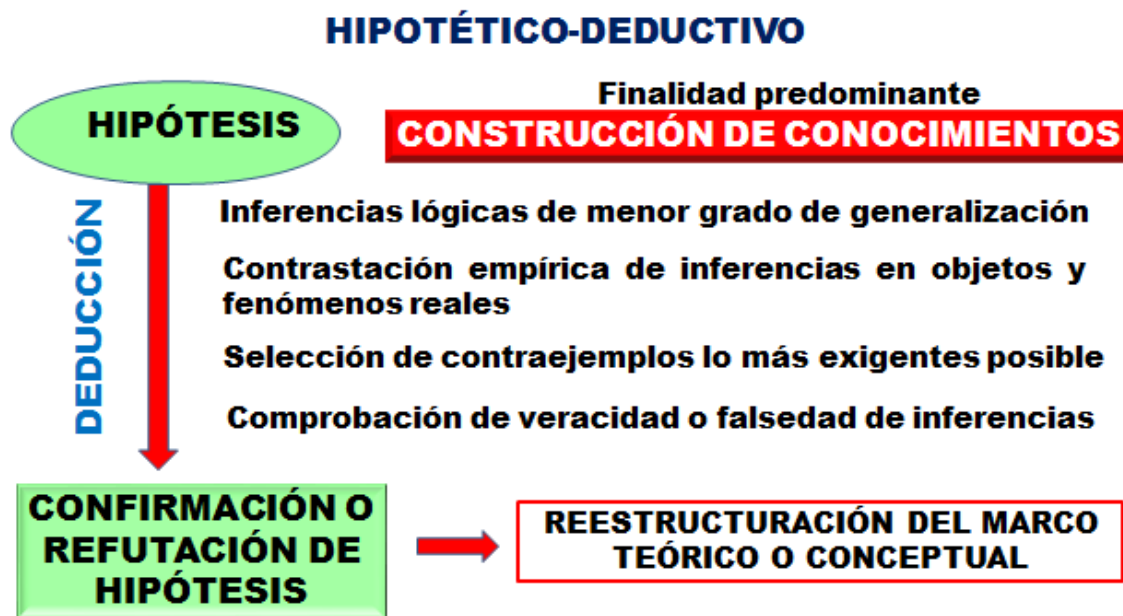 HIPOTÉTICO-DEDUCTIVO
HIPÓTESIS
Finalidad predominante
CONSTRUCCIÓN DE CONOCIMIENTOS
DEDUCCIÓN
Inferencias lógicas de menor grado de generalización
Contrastación empírica de inferencias en objetos y
fenómenos reales
Selección de contraejemplos lo más exigentes posible
Comprobación de veracidad o falsedad de inferencias
CONFIRMACIÓN O
REFUTACIÓN DE
HIPÓTESIS
REESTRUCTURACIÓN DEL MARCO
TEÓRICO O CONCEPTUAL